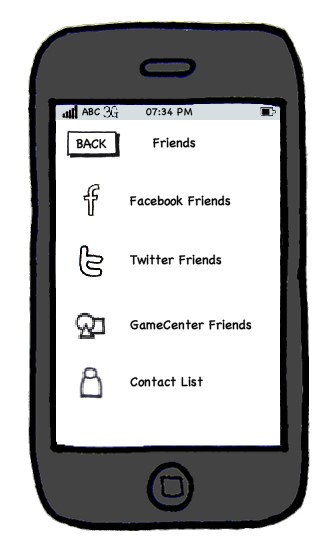 ABC 3G 07:34 PM
BACK Friends
Facebook Friends
Twitter Friends
GameCenter Friends
Contact List